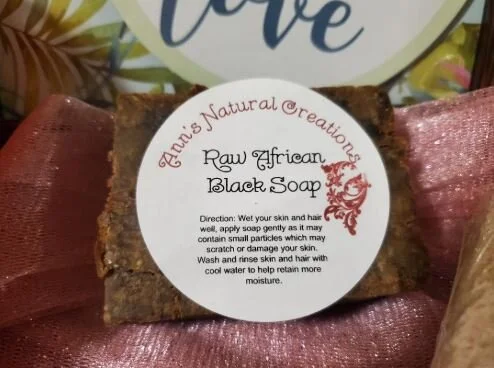 love
Ann's Natural Creations
Raw African
Black Soap
Direction: Wet your skin and hair
well, apply soap gently as it may
contain small particles which may
scratch or damage your skin.
Wash and rinse skin and hair with
cool water to help retain more
moisture.